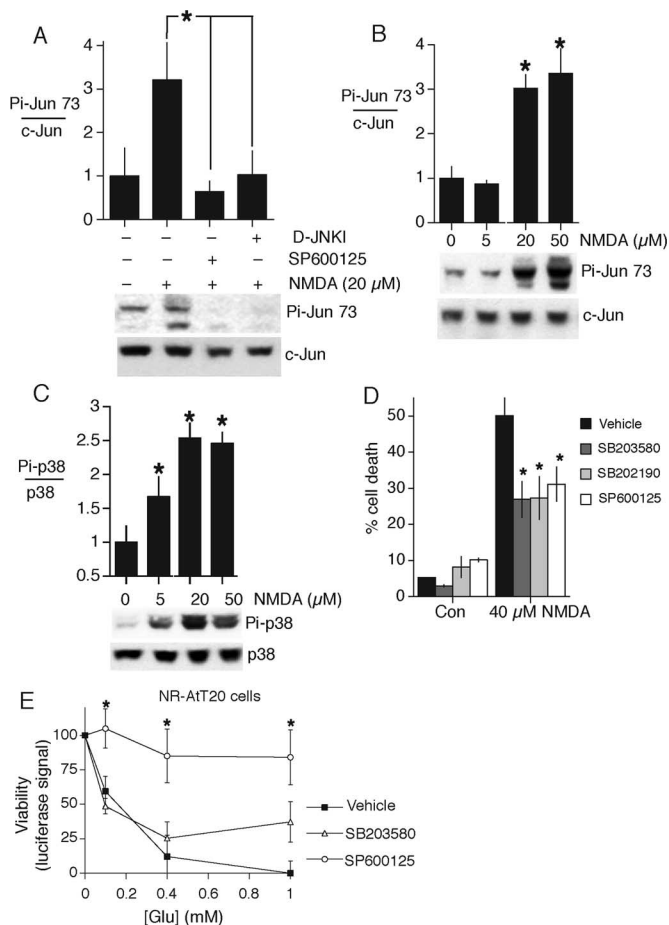 A
*
4
3
2
1
0
Pi-Jun 73
c-Jun
– – – + D-JNKI
– – + – SP600125
– + + + NMDA (20 µM)
Pi-Jun 73
c-Jun
B
* *
4
3
2
1
0
Pi-Jun 73
c-Jun
0 5 20 50 NMDA (µM)
Pi-Jun 73
c-Jun
C
* * *
3
2.5
2
1.5
1
0.5
Pi-p38
p38
0 5 20 50 NMDA (µM)
Pi-p38
p38
D
50
40
30
20
10
0
% cell death
* * *
Vehicle
SB203580
SB202190
SP600125
Con 40 µM NMDA
E
NR-AtT20 cells
* * *
100
75
50
25
0
Viability
(luciferase signal)
Vehicle
SB203580
SP600125
0 0.2 0.4 0.6 0.8 1
[Glu] (mM)